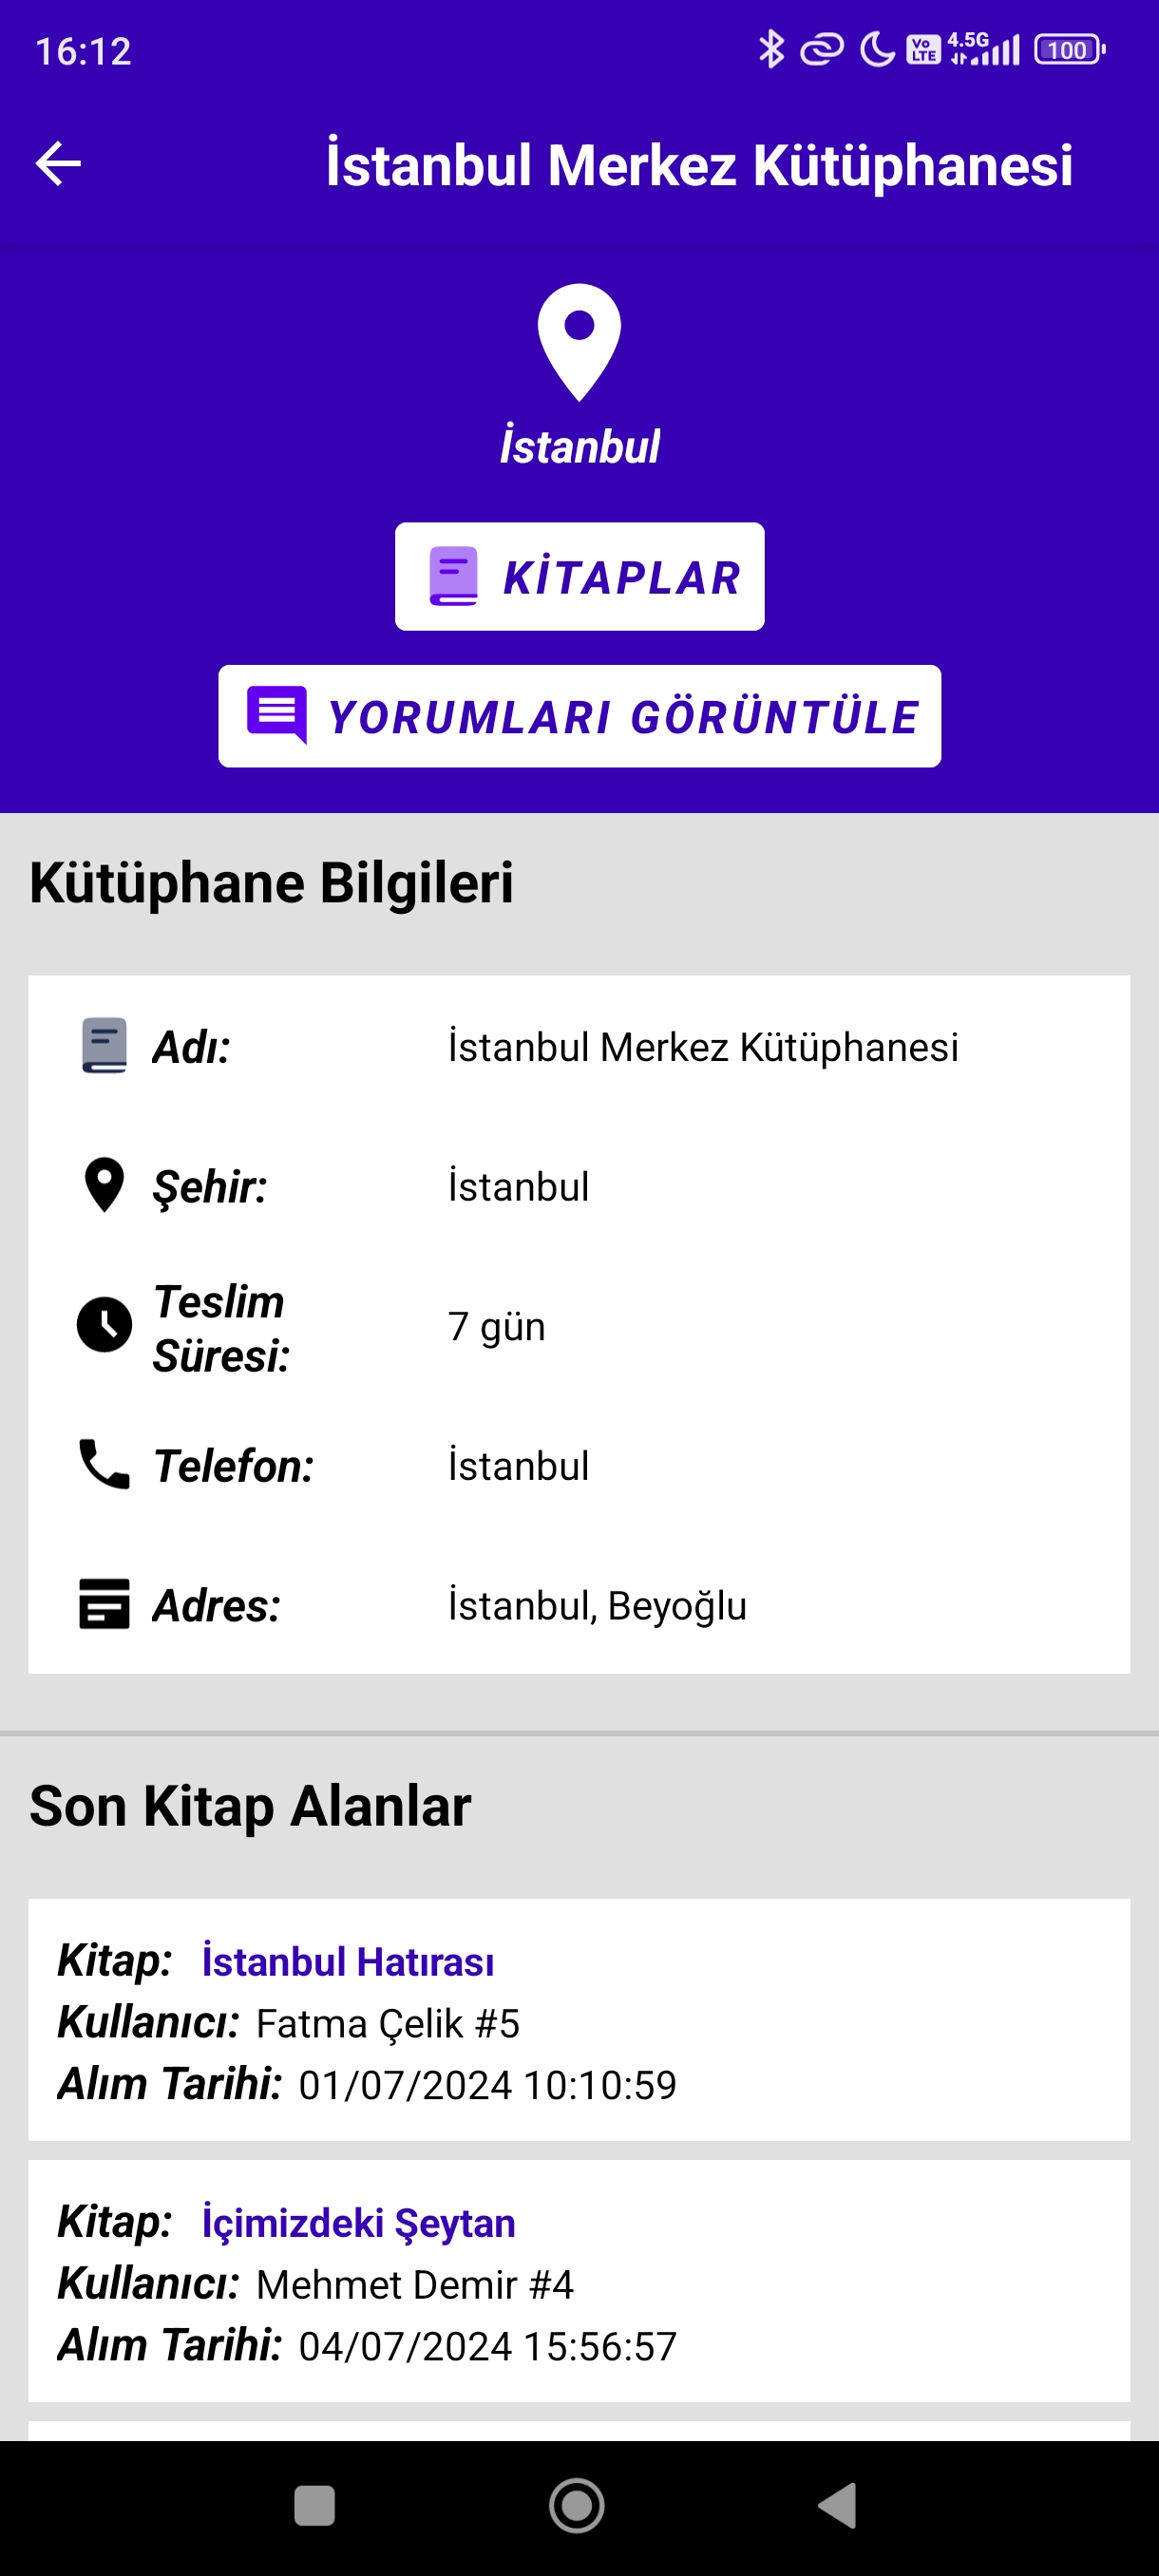 16:12
Vo LTE 4.5G 100
İstanbul Merkez Kütüphanesi
İstanbul
KİTAPLAR
YORUMLARI GÖRÜNTÜLE
Kütüphane Bilgileri
Adı: İstanbul Merkez Kütüphanesi
Şehir: İstanbul
Teslim
Süresi: 7 gün
Telefon: İstanbul
Adres: İstanbul, Beyoğlu
Son Kitap Alanlar
Kitap: İstanbul Hatırası
Kullanıcı: Fatma Çelik #5
Alım Tarihi: 01/07/2024 10:10:59
Kitap: İçimizdeki Şeytan
Kullanıcı: Mehmet Demir #4
Alım Tarihi: 04/07/2024 15:56:57